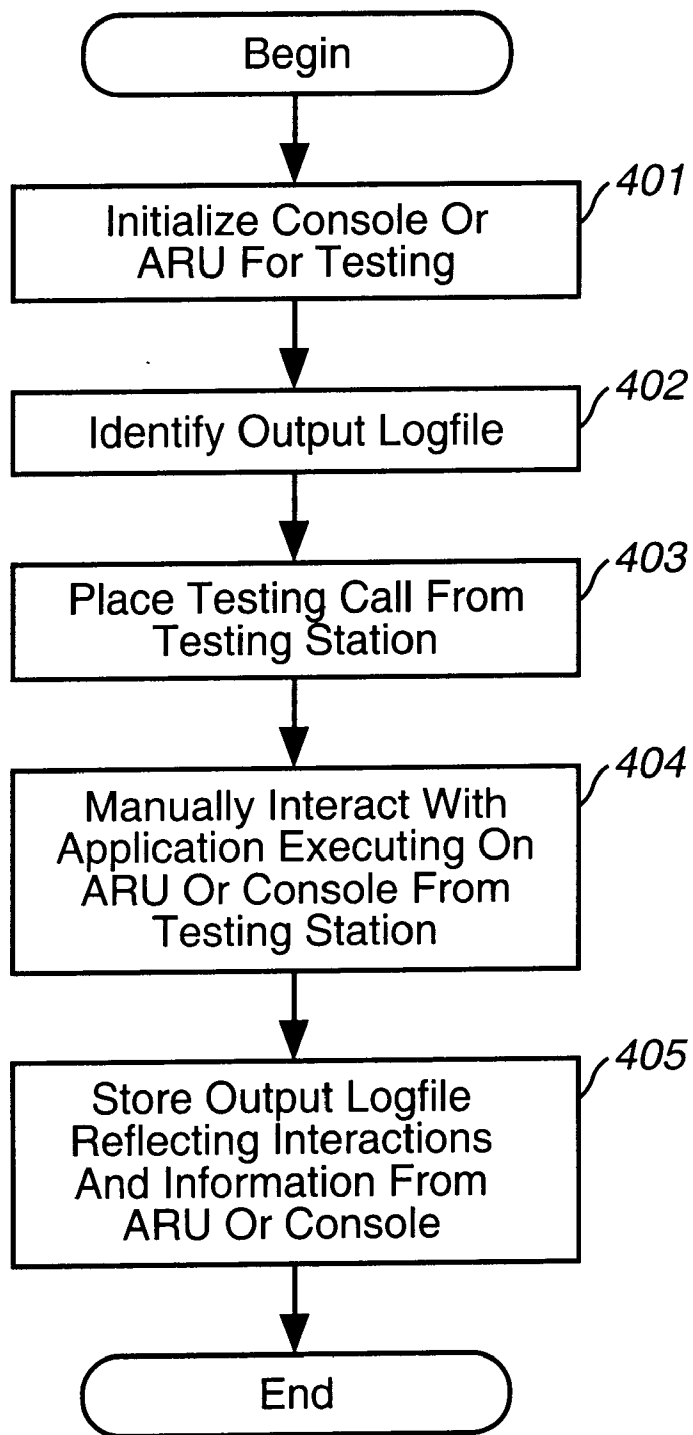 Begin
401
Initialize Console Or
ARU For Testing
402
Identify Output Logfile
403
Place Testing Call From
Testing Station
404
Manually Interact With
Application Executing On
ARU Or Console From
Testing Station
405
Store Output Logfile
Reflecting Interactions
And Information From
ARU Or Console
End